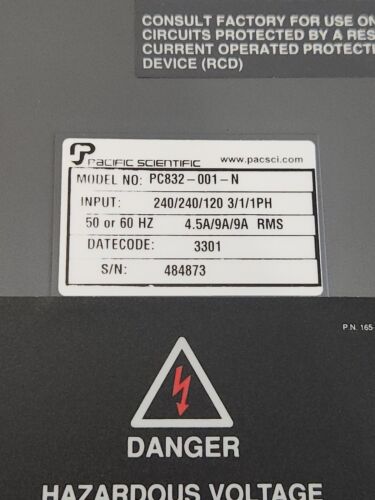 CONSULT FACTORY FOR USE ON
CIRCUITS PROTECTED BY A RES
CURRENT OPERATED PROTECTI
DEVICE (RCD)
PACIFIC SCIENTIFIC www.pacsci.com
MODEL NO: PC832-001-N
INPUT: 240/240/120 3/1/1PH
50 or 60 HZ 4.5A/9A/9A RMS
DATECODE: 3301
S/N: 484873
P.N. 165-
DANGER
HAZARDOUS VOLTAGE